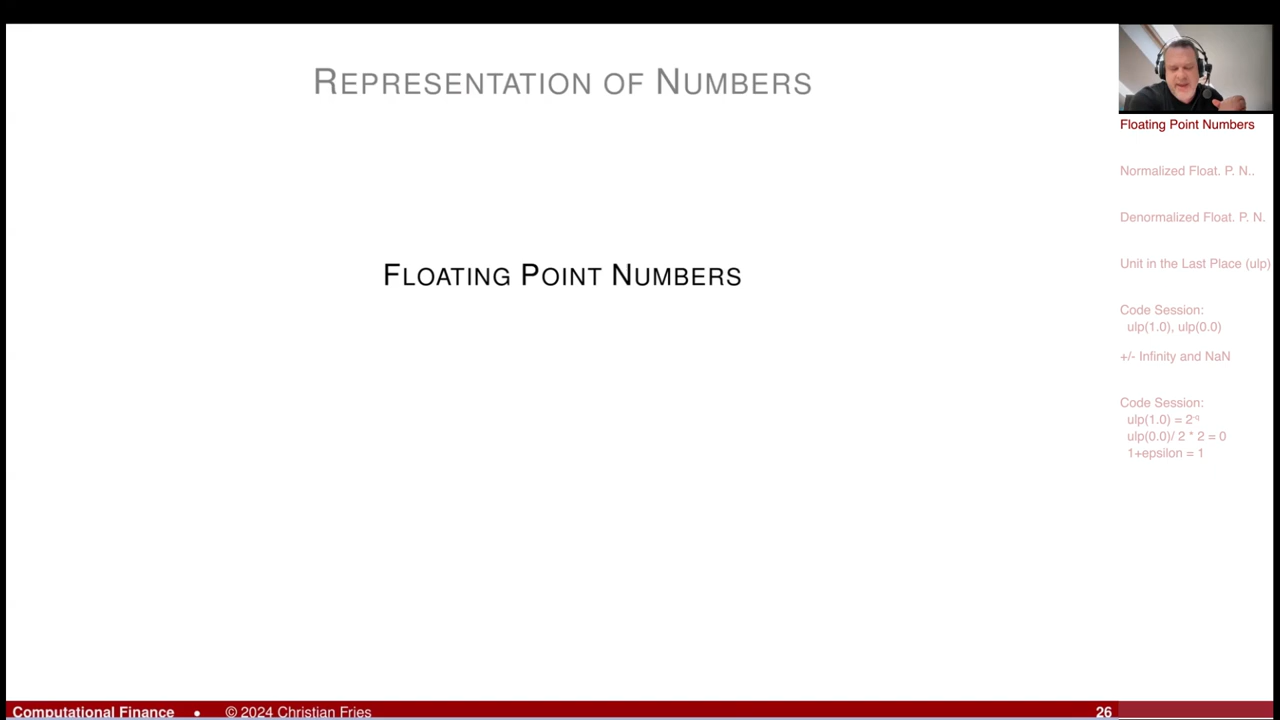 REPRESENTATION OF NUMBERS
FLOATING POINT NUMBERS
Floating Point Numbers
Normalized Float. P. N..
Denormalized Float. P. N.
Unit in the Last Place (ulp)
Code Session:
ulp(1.0), ulp(0.0)
+/- Infinity and NaN
Code Session:
ulp(1.0) = 2^-q
ulp(0.0)/ 2 * 2 = 0
1+epsilon = 1
Computational Finance • © 2024 Christian Fries 26